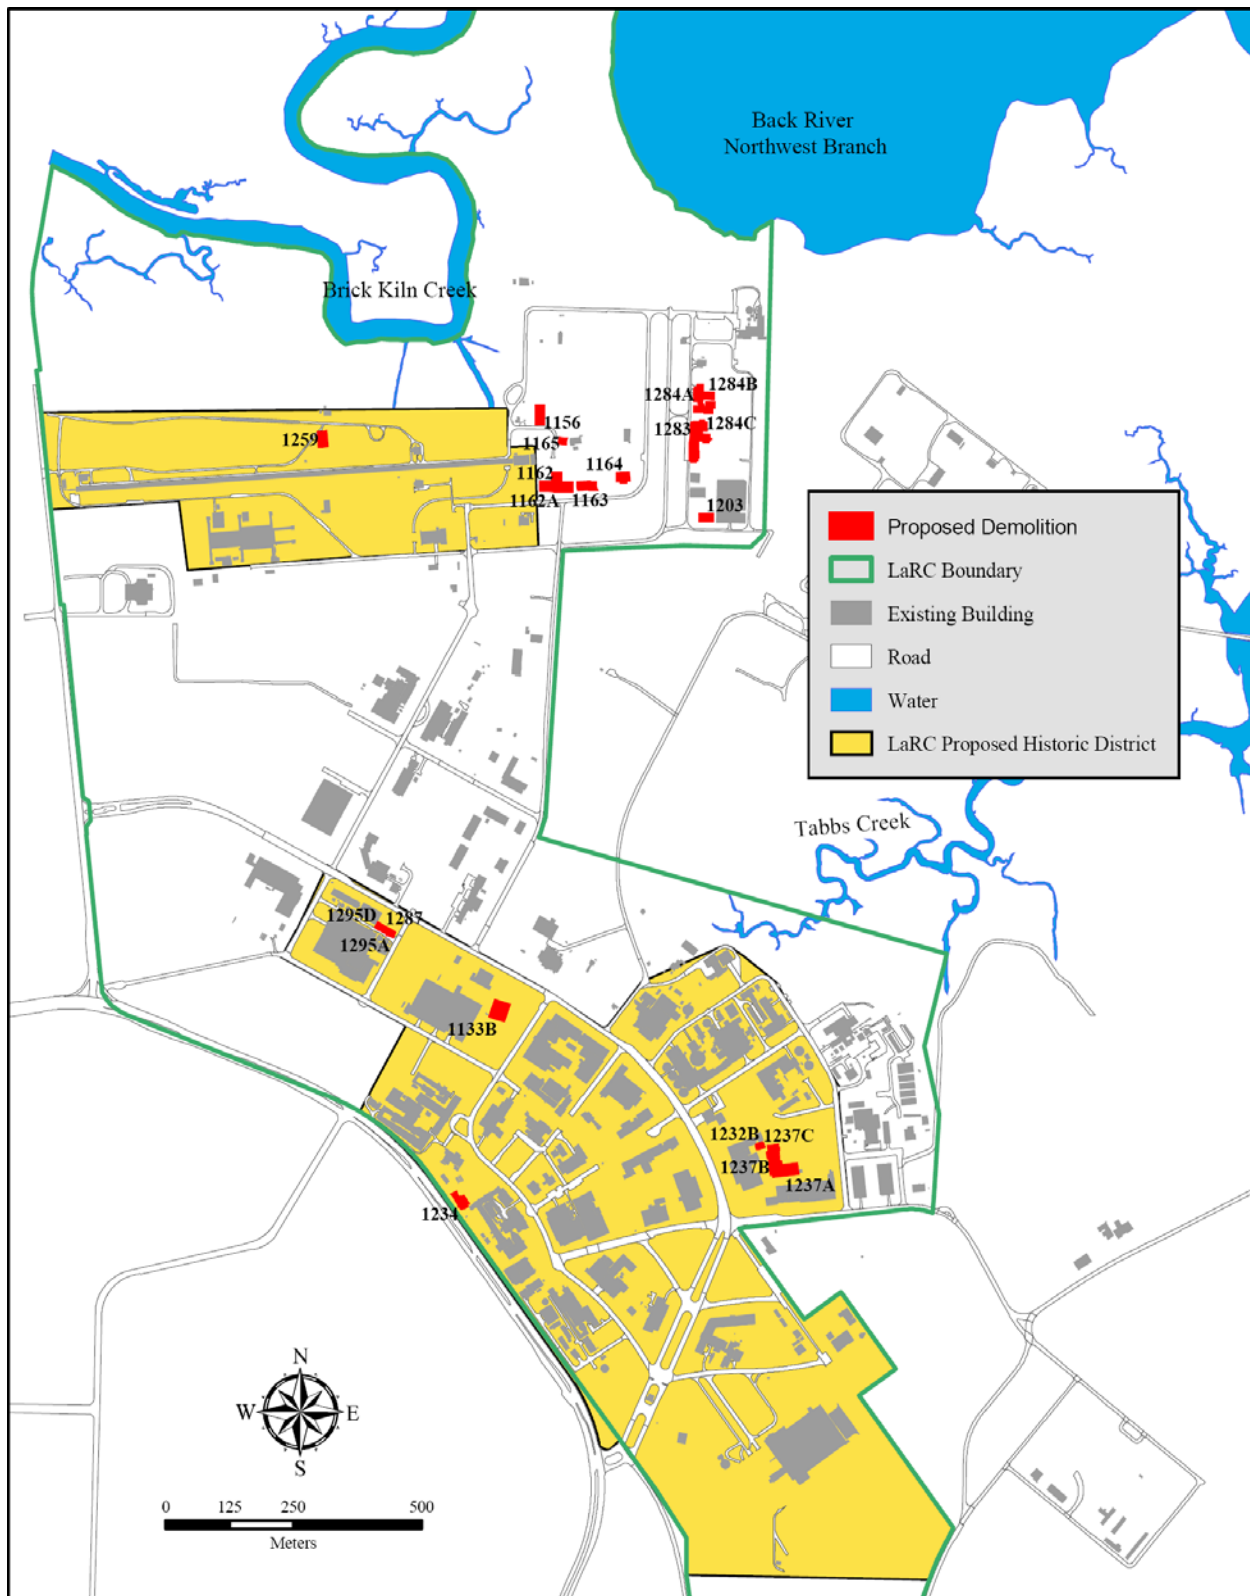 Back River
Northwest Branch
Brick Kiln Creek
1284A
1284B
1156
1283
1284C
1259
1165
1162
1164
1162A
1163
1203
Proposed Demolition
LaRC Boundary
Existing Building
Road
Water
LaRC Proposed Historic District
Tabbs Creek
1295D
1287
1295A
1133B
1232B
1237C
1237B
1237A
1234
N
W
E
S
0
125
250
500
Meters